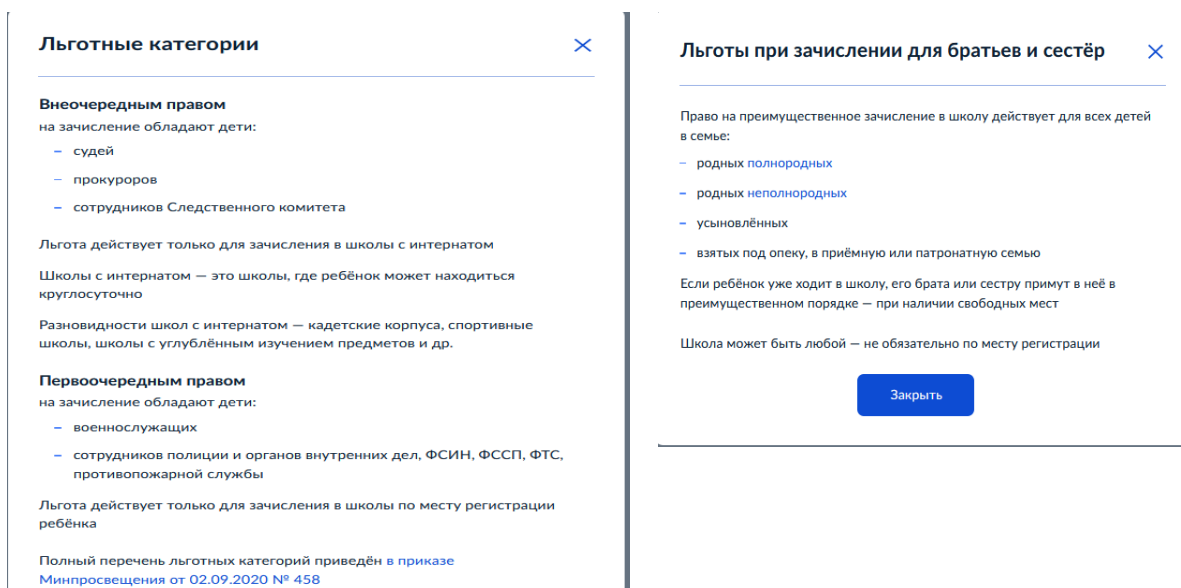 Льготные категории
Внеочередным правом
на зачисление обладают дети:
– судей
– прокуроров
– сотрудников Следственного комитета
Льгота действует только для зачисления в школы с интернатом
Школы с интернатом — это школы, где ребёнок может находиться
круглосуточно
Разновидности школ с интернатом — кадетские корпуса, спортивные
школы, школы с углублённым изучением предметов и др.
Первоочередным правом
на зачисление обладают дети:
– военнослужащих
– сотрудников полиции и органов внутренних дел, ФСИН, ФССП, ФТС,
противопожарной службы
Льгота действует только для зачисления в школы по месту регистрации
ребёнка
Полный перечень льготных категорий приведён в приказе
Минпросвещения от 02.09.2020 № 458
Льготы при зачислении для братьев и сестёр
Право на преимущественное зачисление в школу действует для всех детей
в семье:
– родных полнородных
– родных неполнородных
– усыновлённых
– взятых под опеку, в приёмную или патронатную семью
Если ребёнок уже ходит в школу, его брата или сестру примут в неё в
преимущественном порядке — при наличии свободных мест
Школа может быть любой — не обязательно по месту регистрации
Закрыть